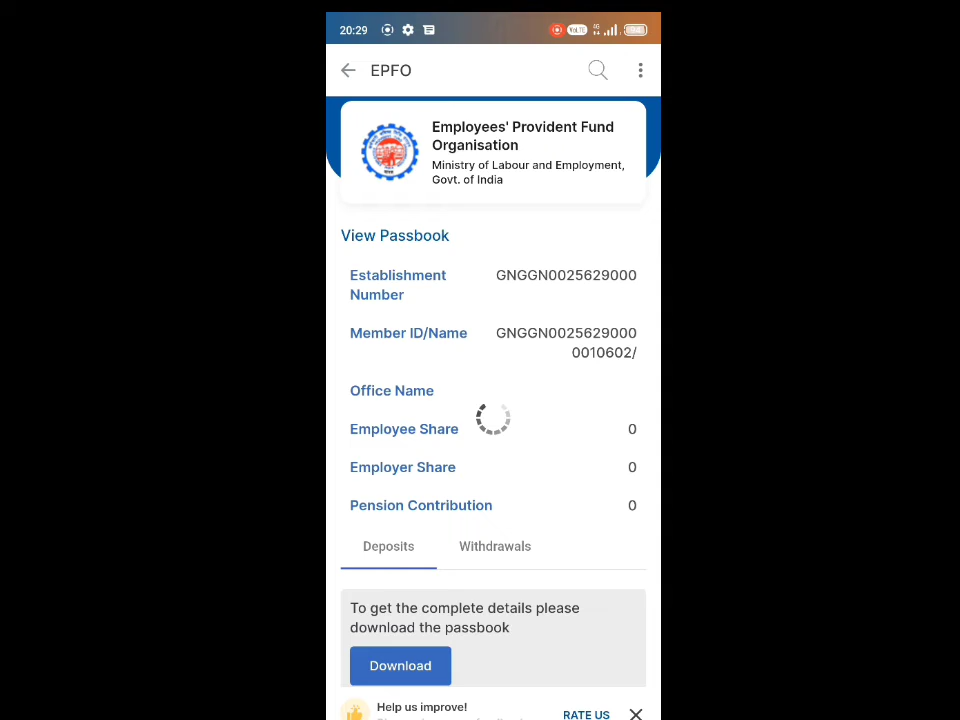 20:29
VoLTE 4G
EPFO
Employees' Provident Fund
Organisation
Ministry of Labour and Employment,
Govt. of India
View Passbook
Establishment
Number
GNGGN0025629000
Member ID/Name
GNGGN0025629000
0010602/
Office Name
Employee Share 0
Employer Share 0
Pension Contribution 0
Deposits Withdrawals
To get the complete details please
download the passbook
Download
Help us improve!
RATE US